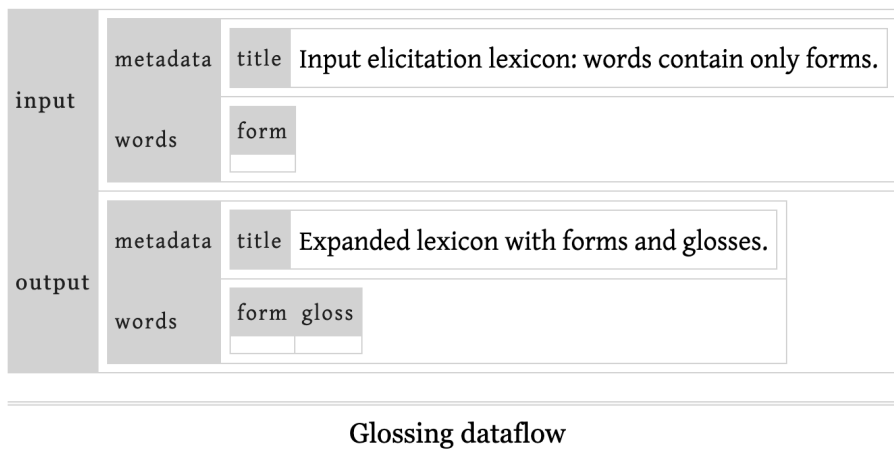 input
metadata
title
Input elicitation lexicon: words contain only forms.
words
form
output
metadata
title
Expanded lexicon with forms and glosses.
words
form gloss
Glossing dataflow